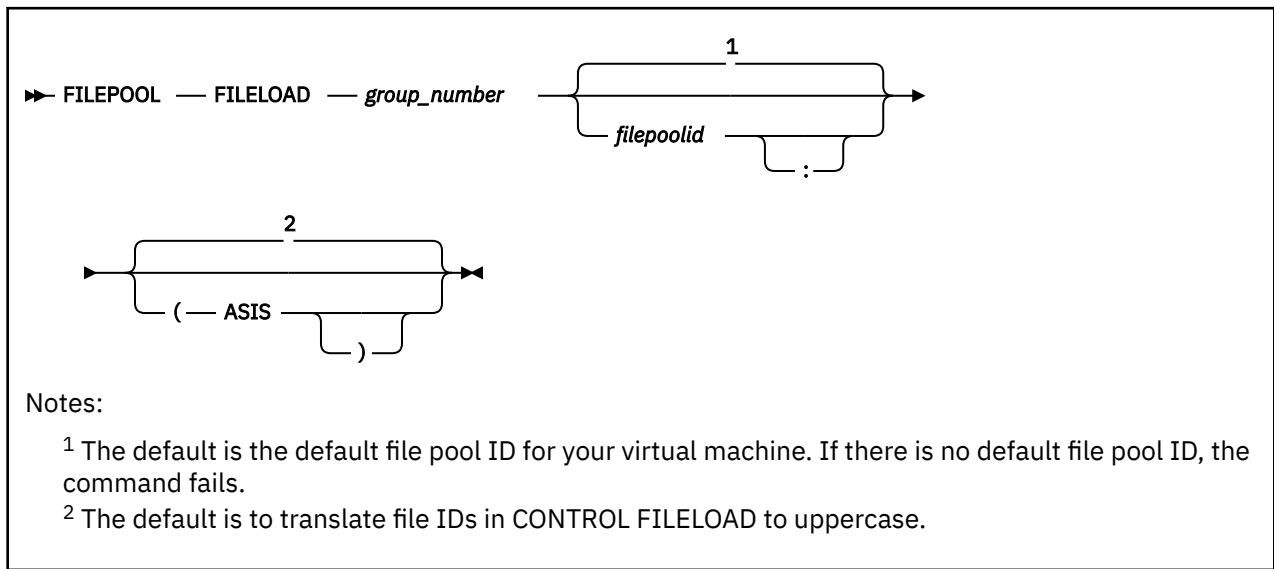 1
FILEPOOL FILELOAD group_number
filepoolid
:
2
( ASIS
)
Notes:
1 The default is the default file pool ID for your virtual machine. If there is no default file pool ID, the
command fails.
2 The default is to translate file IDs in CONTROL FILELOAD to uppercase.